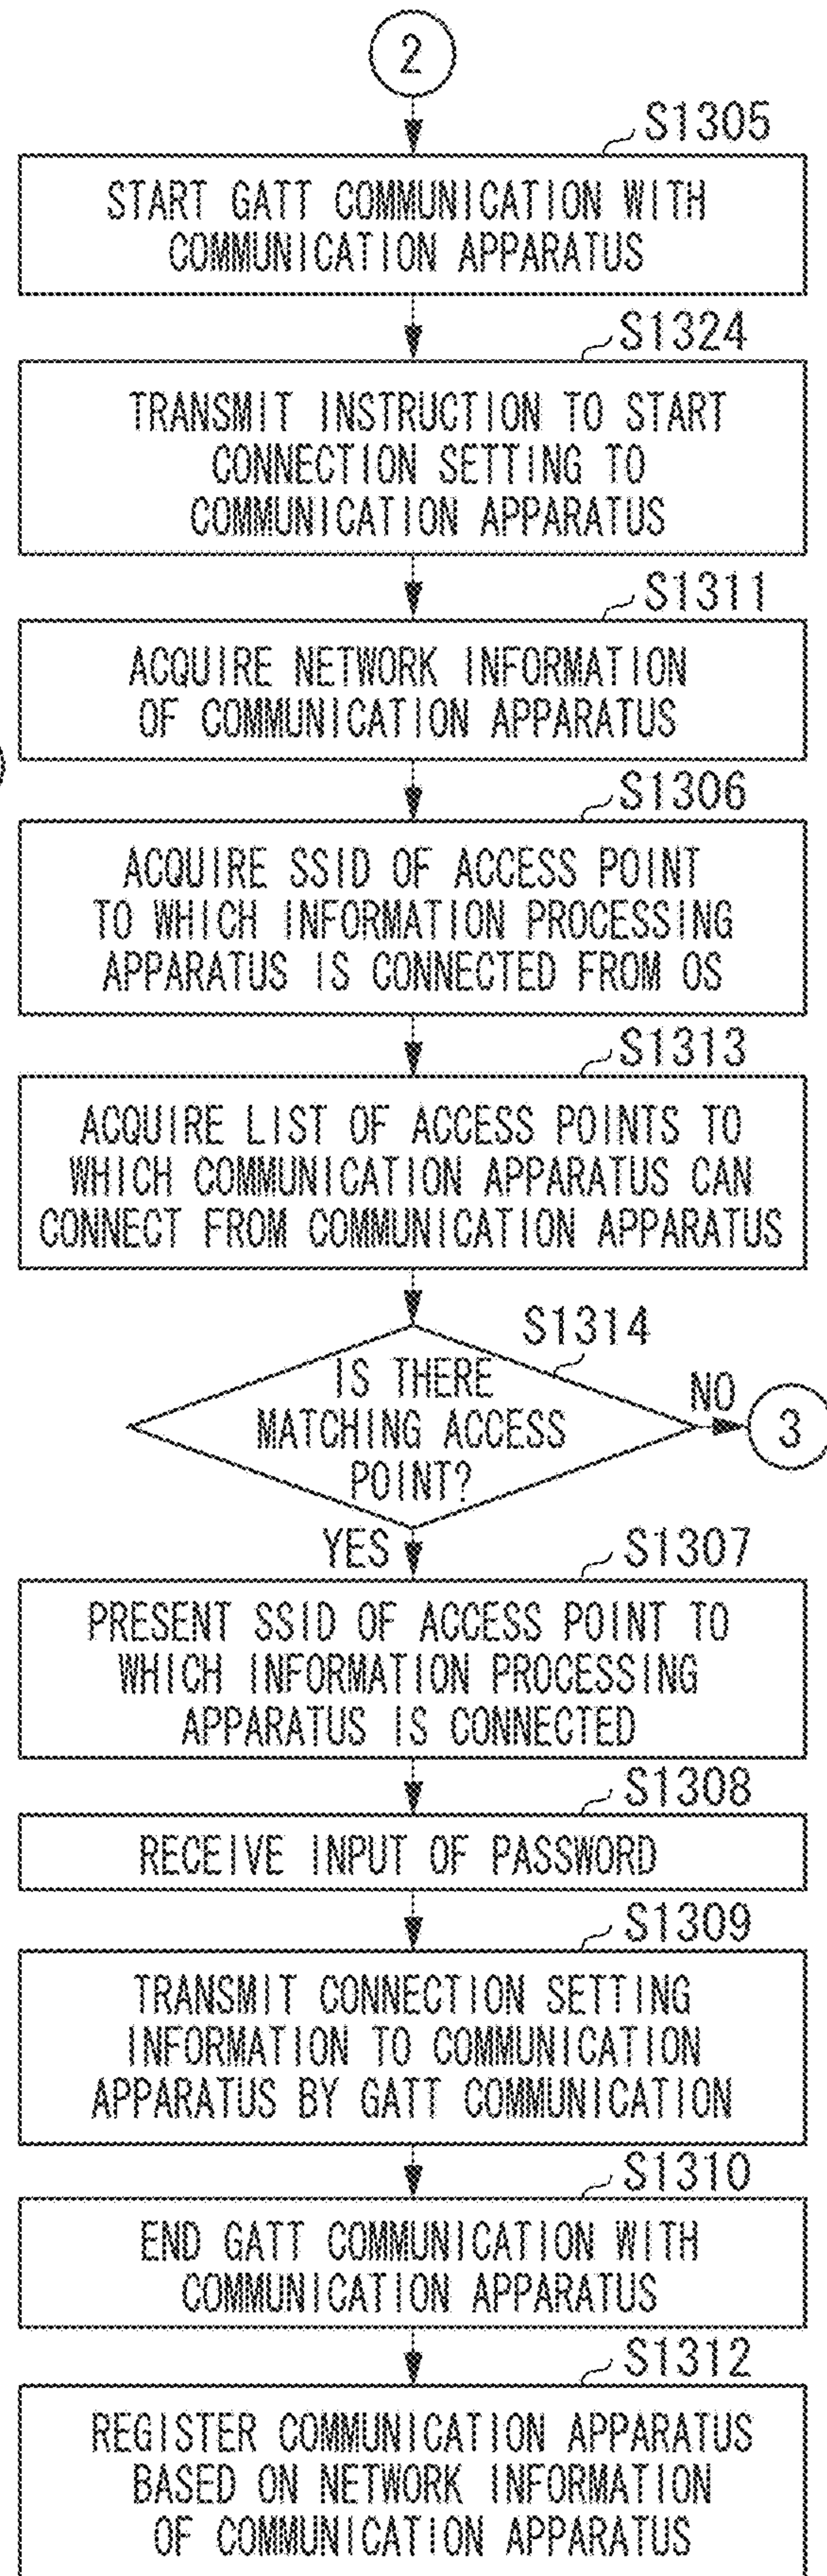 2
S1305
START GATT COMMUNICATION WITH
COMMUNICATION APPARATUS
S1324
TRANSMIT INSTRUCTION TO START
CONNECTION SETTING TO
COMMUNICATION APPARATUS
S1311
ACQUIRE NETWORK INFORMATION
OF COMMUNICATION APPARATUS
S1306
ACQUIRE SSID OF ACCESS POINT
TO WHICH INFORMATION PROCESSING
APPARATUS IS CONNECTED FROM OS
S1313
ACQUIRE LIST OF ACCESS POINTS TO
WHICH COMMUNICATION APPARATUS CAN
CONNECT FROM COMMUNICATION APPARATUS
S1314
IS THERE
MATCHING ACCESS
POINT?
NO
3
YES
S1307
PRESENT SSID OF ACCESS POINT TO
WHICH INFORMATION PROCESSING
APPARATUS IS CONNECTED
S1308
RECEIVE INPUT OF PASSWORD
S1309
TRANSMIT CONNECTION SETTING
INFORMATION TO COMMUNICATION
APPARATUS BY GATT COMMUNICATION
S1310
END GATT COMMUNICATION WITH
COMMUNICATION APPARATUS
S1312
REGISTER COMMUNICATION APPARATUS
BASED ON NETWORK INFORMATION
OF COMMUNICATION APPARATUS